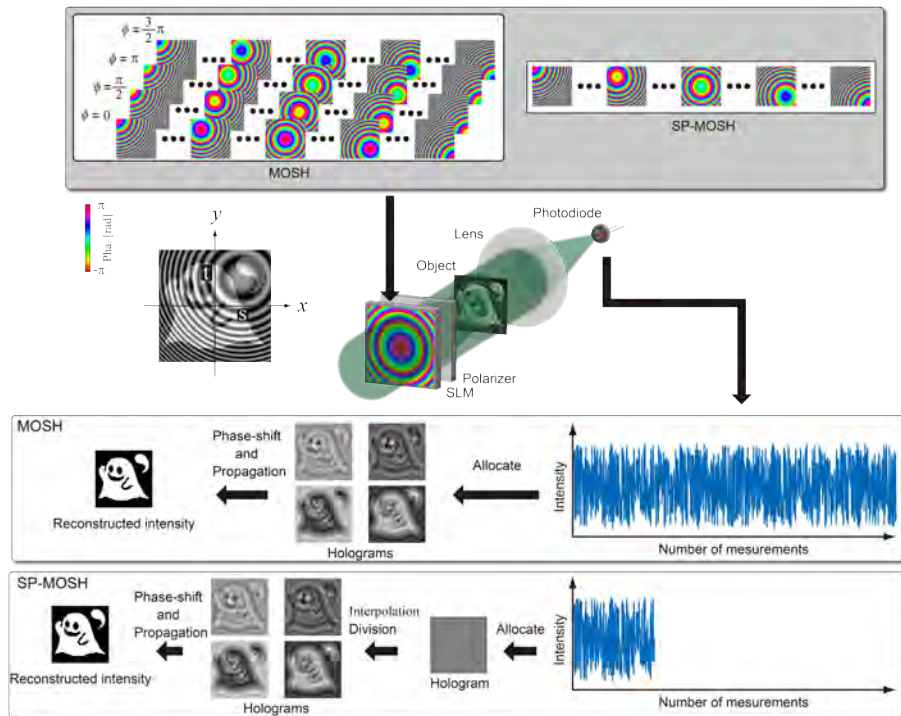 ϕ = 3/2 π
ϕ = π
ϕ = π/2
ϕ = 0
MOSH
SP-MOSH
π
Pha. [rad]
-π
y
x
t
s
Photodiode
Lens
Object
Polarizer
SLM
MOSH
Phase-shift
and
Propagation
Reconstructed intensity
Holograms
Allocate
Intensity
Number of mesurements
SP-MOSH
Phase-shift
and
Propagation
Reconstructed intensity
Holograms
Interpolation
Division
Hologram
Allocate
Intensity
Number of mesurements